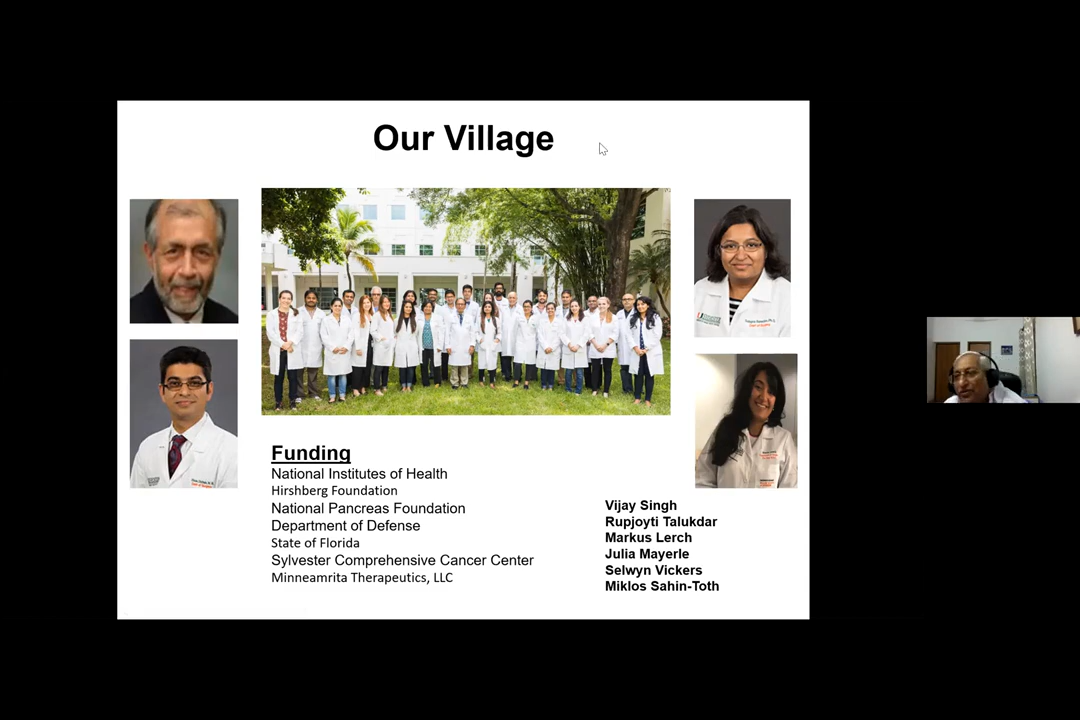 Our Village
Funding
National Institutes of Health
Hirshberg Foundation
National Pancreas Foundation
Department of Defense
State of Florida
Sylvester Comprehensive Cancer Center
Minneamrita Therapeutics, LLC
Vijay Singh
Rupjoyti Talukdar
Markus Lerch
Julia Mayerle
Selwyn Vickers
Miklos Sahin-Toth